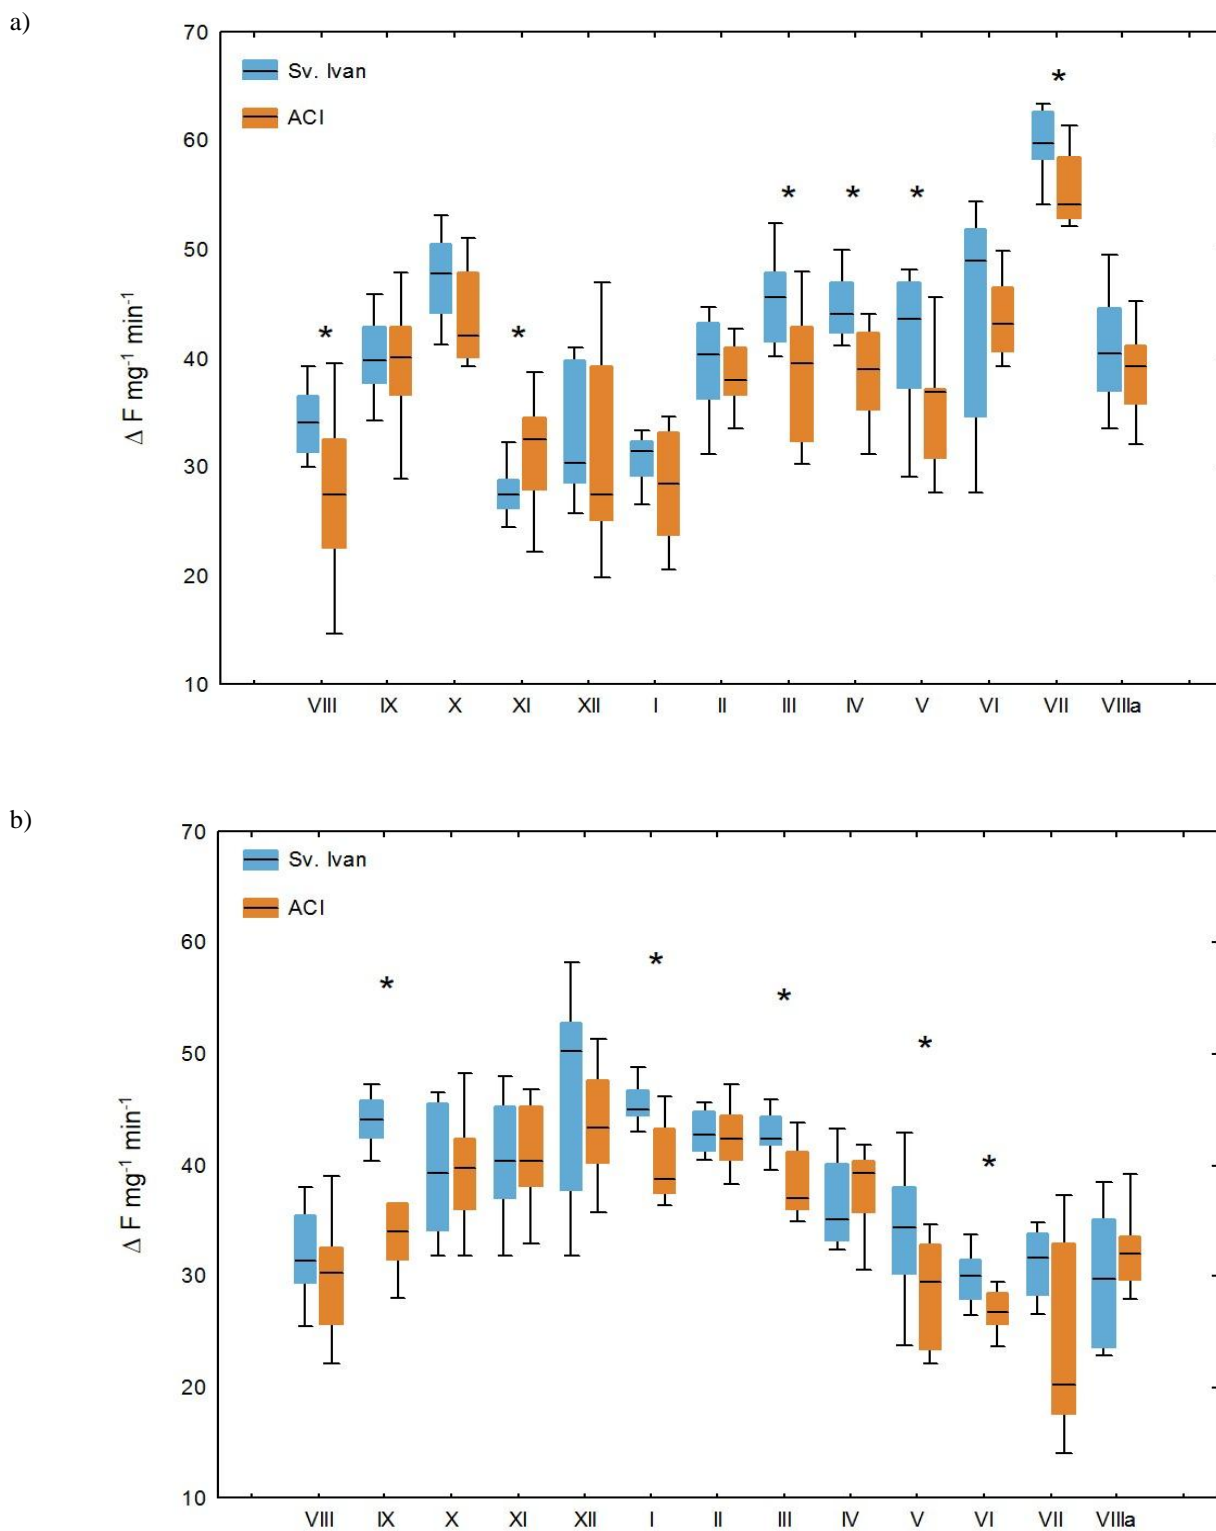 a)
70
Sv. Ivan
ACI
60
50
40
30
20
10
Δ F mg⁻¹ min⁻¹
* * * * * *
VIII IX X XI XII I II III IV V VI VII VIIIa
b)
70
Sv. Ivan
ACI
60
50
40
30
20
10
Δ F mg⁻¹ min⁻¹
* * * * *
VIII IX X XI XII I II III IV V VI VII VIIIa